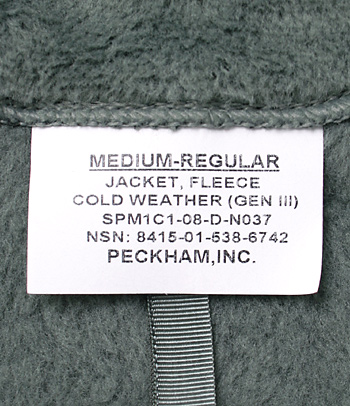 MEDIUM-REGULAR
JACKET, FLEECE
COLD WEATHER (GEN III)
SPM1C1-08-D-N037
NSN: 8415-01-538-6742
PECKHAM,INC.